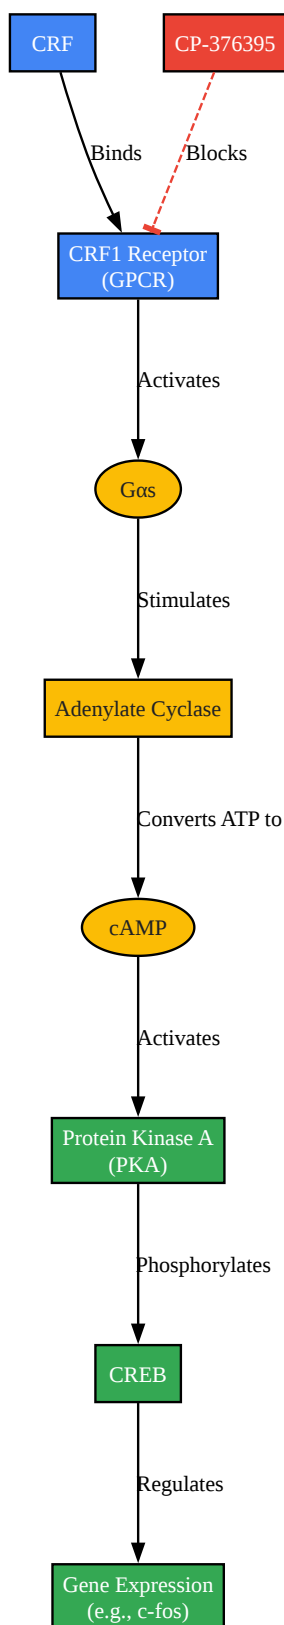 CRF
CP-376395
Binds
Blocks
CRF1 Receptor
(GPCR)
Activates
Gαs
Stimulates
Adenylate Cyclase
Converts ATP to
cAMP
Activates
Protein Kinase A
(PKA)
Phosphorylates
CREB
Regulates
Gene Expression
(e.g., c-fos)